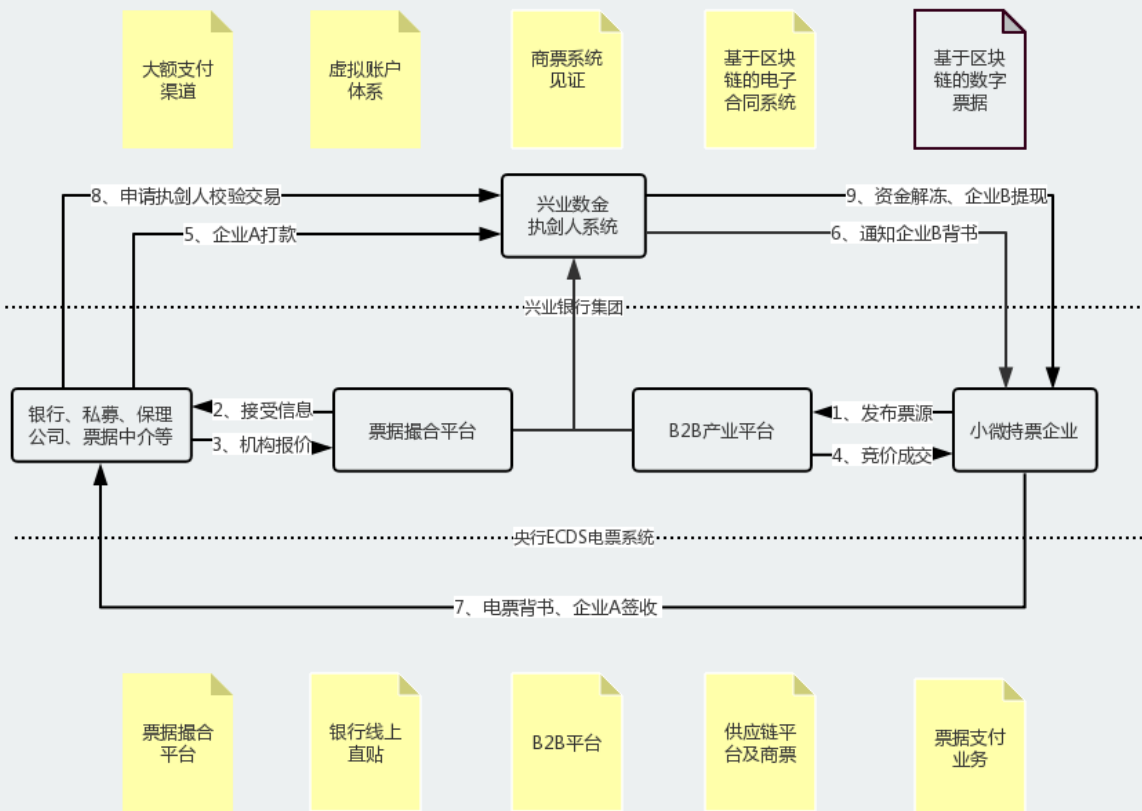 大额支付
渠道
虚拟账户
体系
商票系统
见证
基于区块
链的电子
合同系统
基于区块
链的数字
票据
8、申请执剑人校验交易
兴业数金
执剑人系统
9、资金解冻、企业B提现
5、企业A打款
6、通知企业B背书
兴业银行集团
银行、私募、保理
公司、票据中介等
2、接受信息
3、机构报价
票据撮合平台
B2B产业平台
1、发布票源
4、竞价成交
小微持票企业
央行ECDS电票系统
7、电票背书、企业A签收
票据撮合
平台
银行线上
直贴
B2B平台
供应链平
台及商票
票据支付
业务